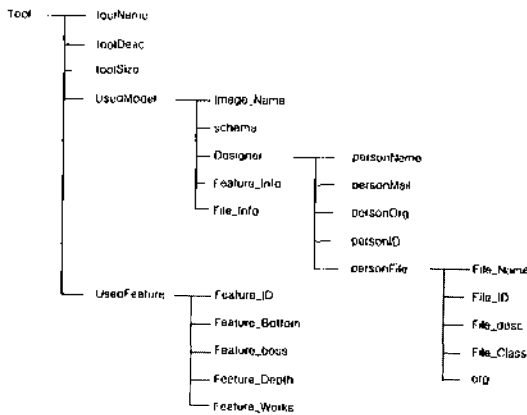 Tool
toolName
toolDesc
toolSize
UsedModel
Image_Name
schema
Designer
personName
Feature_Info
personMail
File_Info
personOrg
personID
personFile
File_Name
UsedFeature
Feature_ID
File_ID
Feature_Bottom
File_desc
Feature_boss
File_Class
Feature_Depth
org
Feature_Works